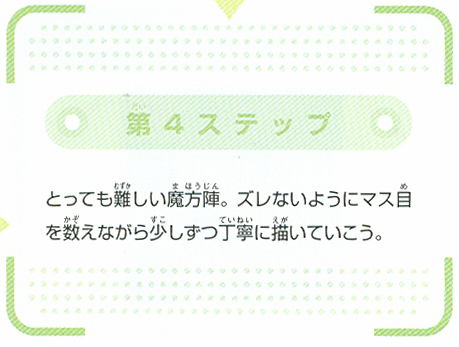 第4ステップ
とっても難しい魔方陣。ズレないようにマス目
を数えながら少しずつ丁寧に描いていこう。